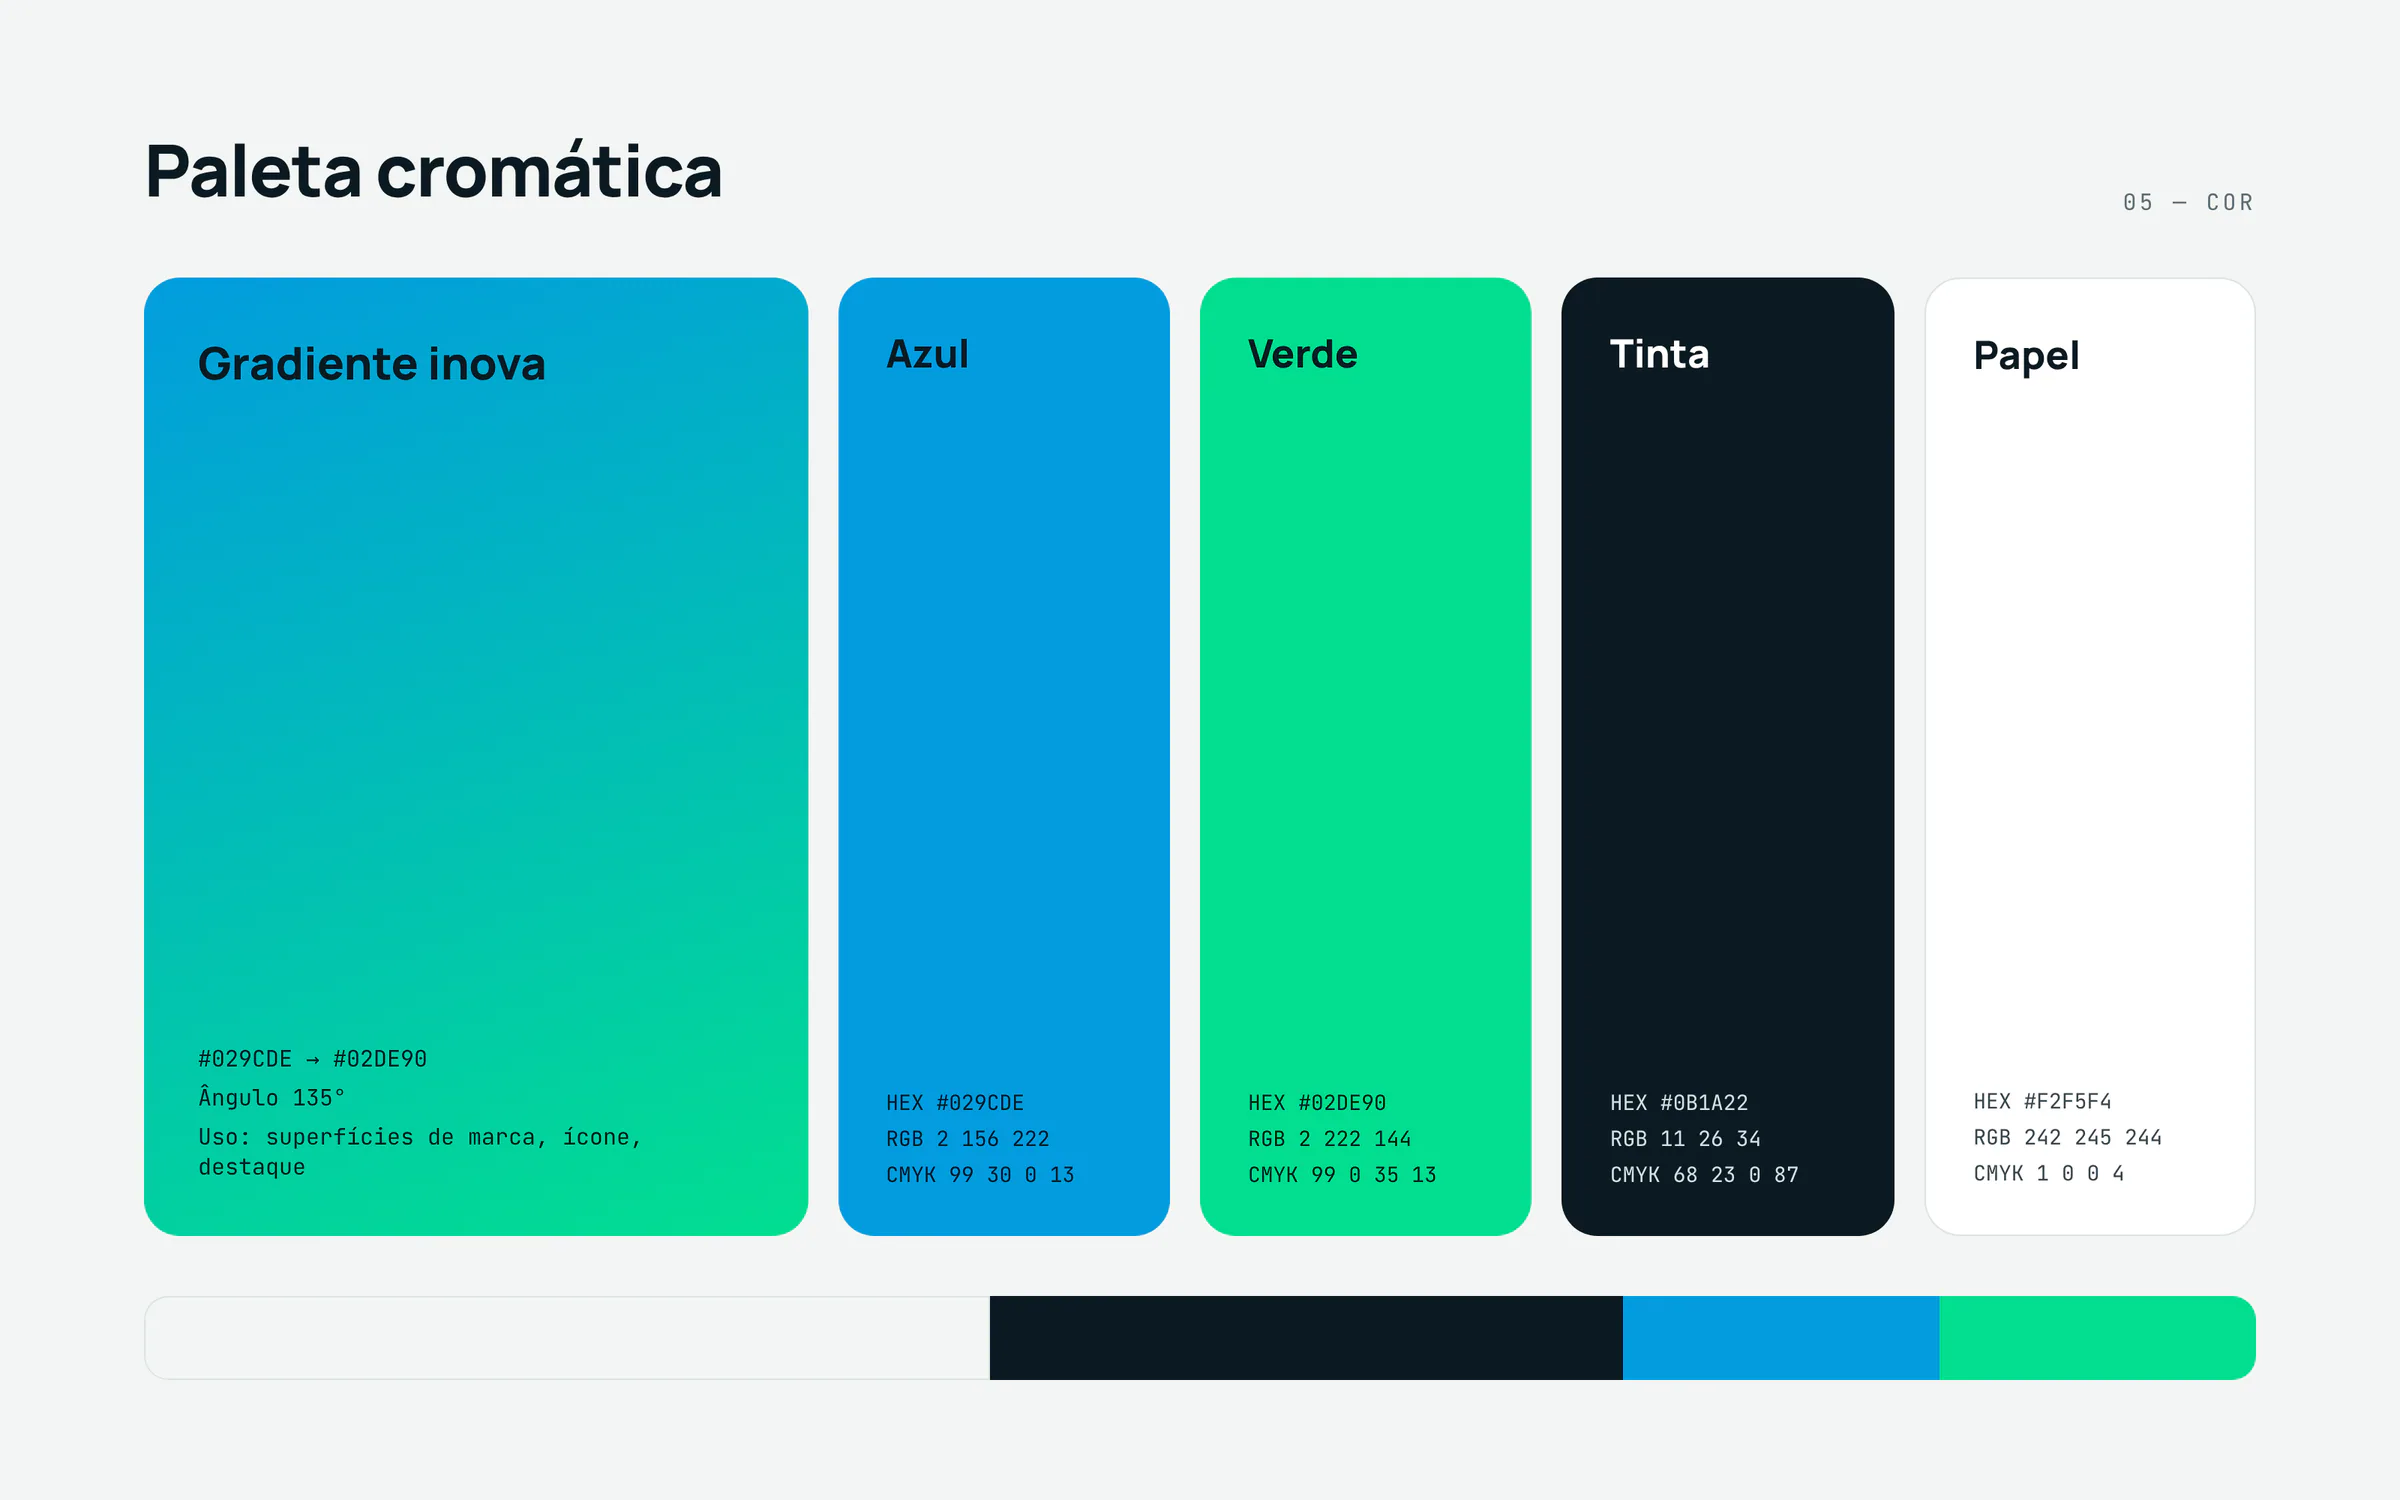 Paleta cromática
05 — COR
Gradiente inova
#029CDE → #02DE90
Ângulo 135°
Uso: superfícies de marca, ícone,
destaque
Azul
HEX #029CDE
RGB 2 156 222
CMYK 99 30 0 13
Verde
HEX #02DE90
RGB 2 222 144
CMYK 99 0 35 13
Tinta
HEX #0B1A22
RGB 11 26 34
CMYK 68 23 0 87
Papel
HEX #F2F5F4
RGB 242 245 244
CMYK 1 0 0 4